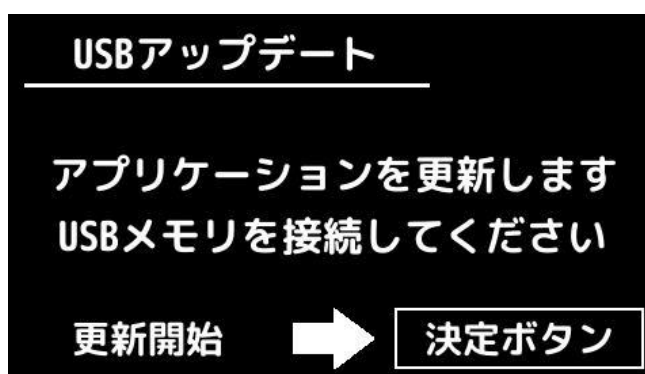 USBアップデート
アプリケーションを更新します
USBメモリを接続してください
更新開始 決定ボタン